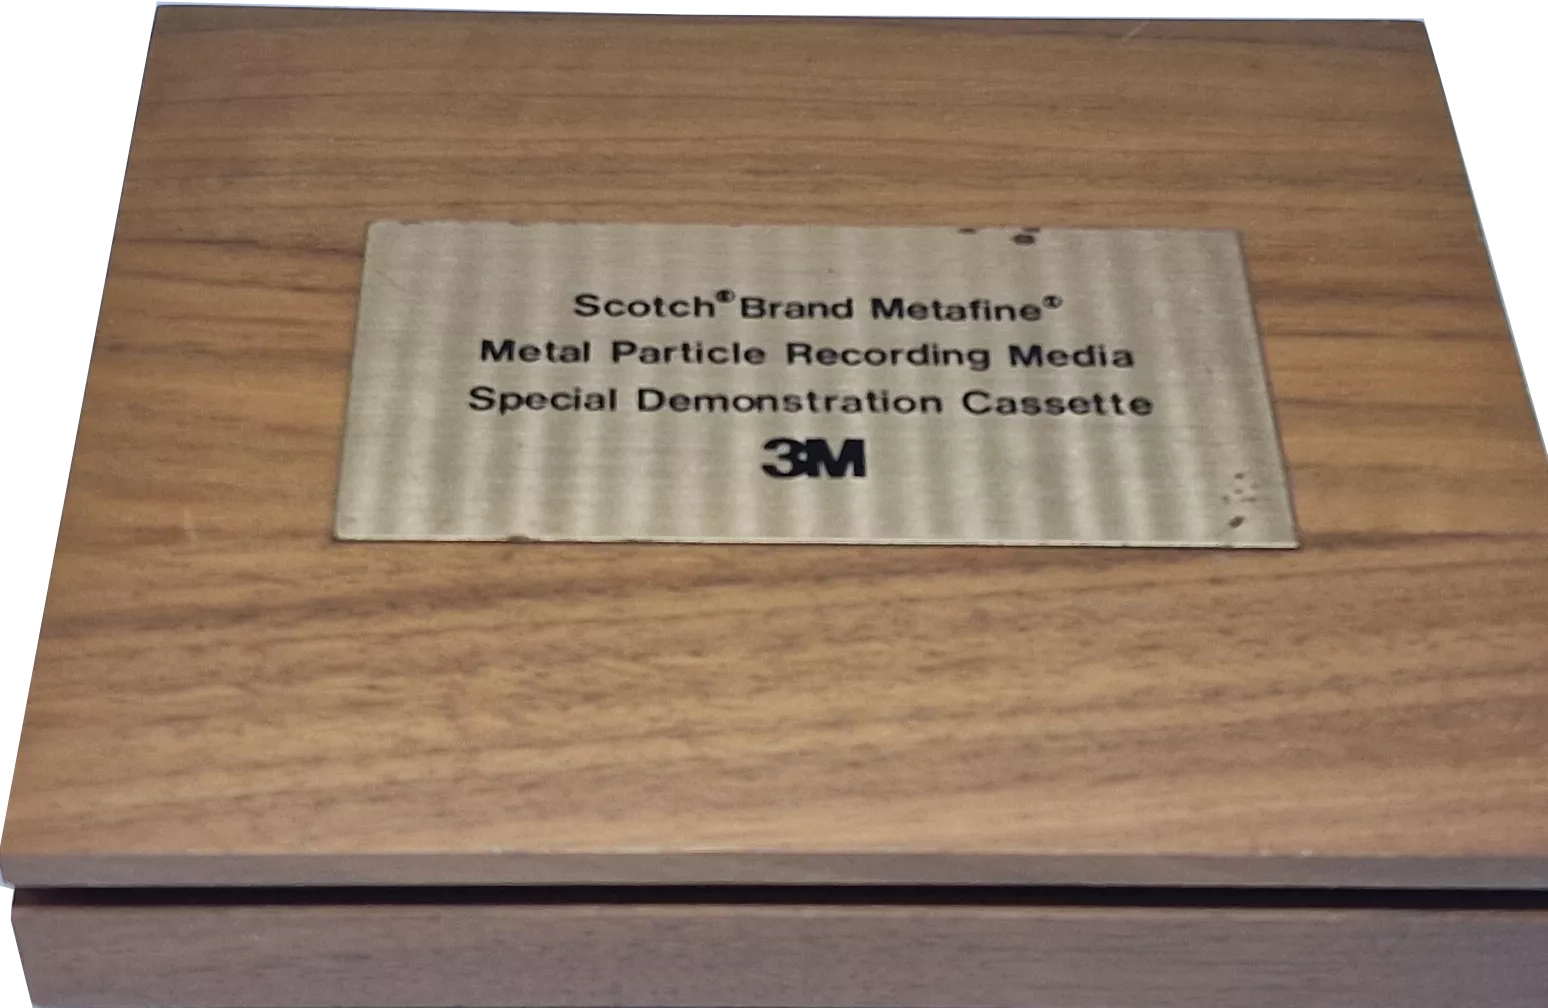 Scotch® Brand Metafine®
Metal Particle Recording Media
Special Demonstration Cassette
3M